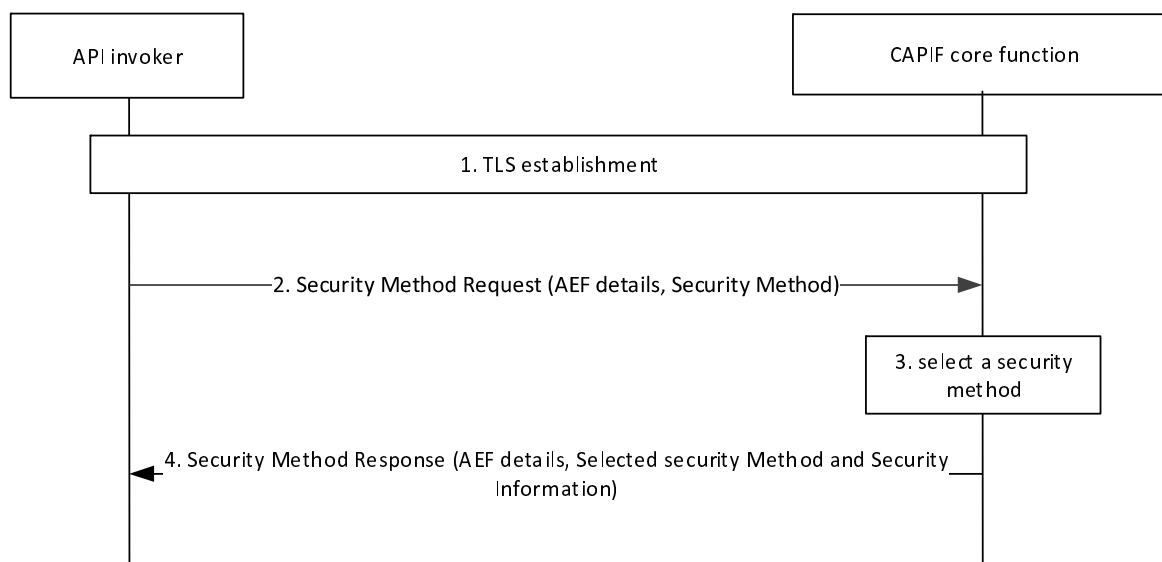 API invoker
CAPIF core function
1. TLS establishment
2. Security Method Request (AEF details, Security Method)
3. select a security
method
4. Security Method Response (AEF details, Selected security Method and Security
Information)